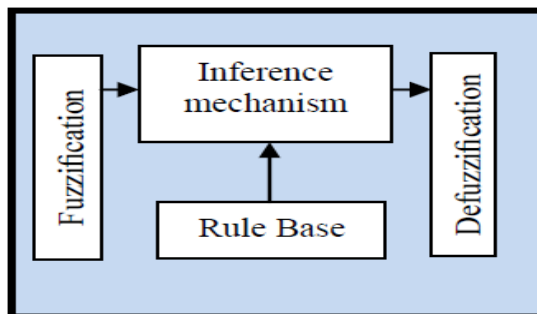 Fuzzification
Inference
mechanism
Rule Base
Defuzzification